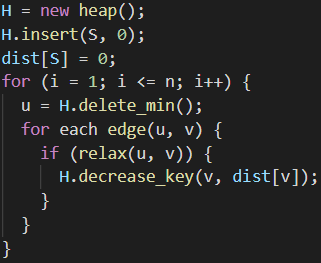 H = new heap();
H.insert(S, 0);
dist[S] = 0;
for (i = 1; i <= n; i++) {
  u = H.delete_min();
  for each edge(u, v) {
    if (relax(u, v)) {
      H.decrease_key(v, dist[v]);
    }
  }
}